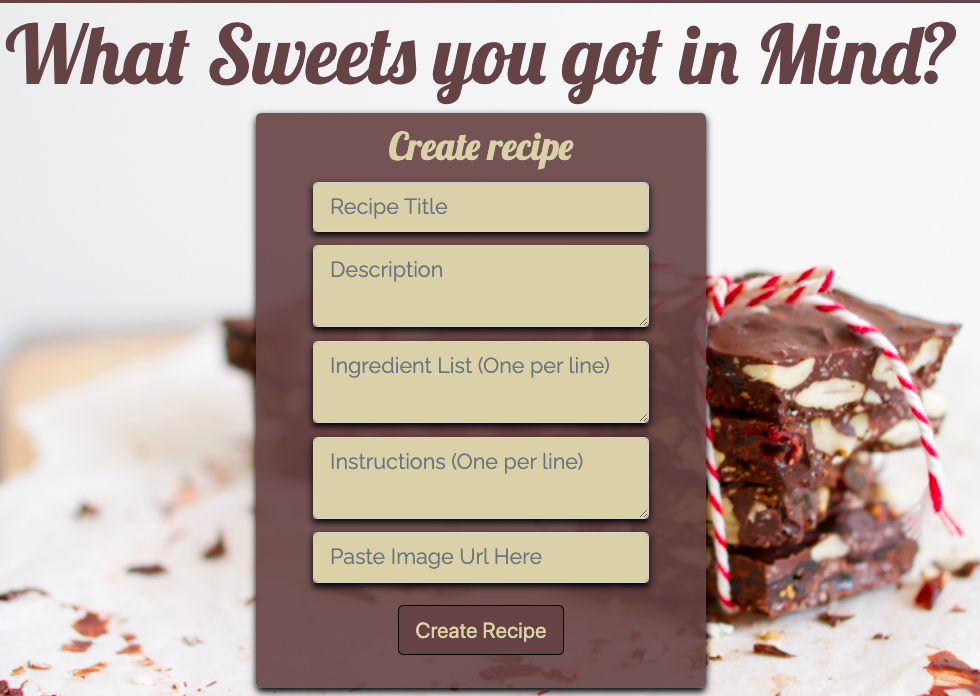 What Sweets you got in Mind?
Create recipe
Recipe Title
Description
Ingredient List (One per line)
Instructions (One per line)
Paste Image Url Here
Create Recipe